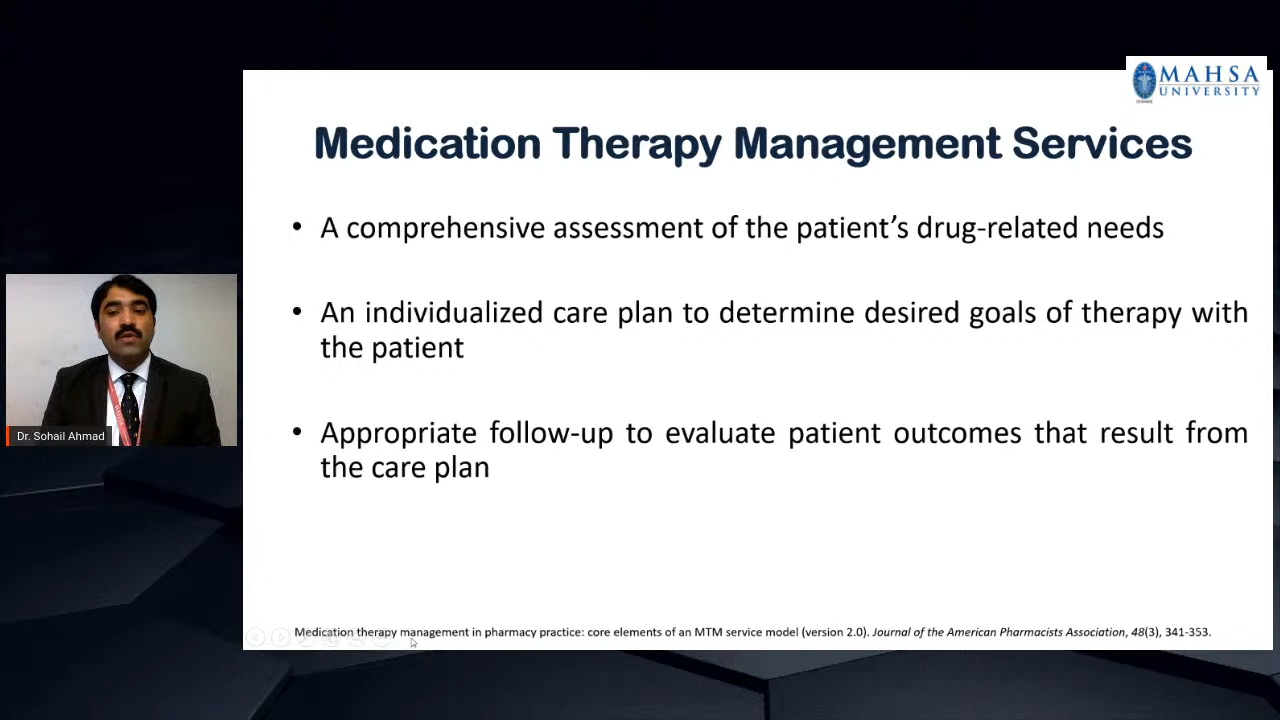 MAHSA
UNIVERSITY
Medication Therapy Management Services
• A comprehensive assessment of the patient’s drug-related needs
• An individualized care plan to determine desired goals of therapy with
the patient
• Appropriate follow-up to evaluate patient outcomes that result from
the care plan
Dr. Sohail Ahmad
Medication therapy management in pharmacy practice: core elements of an MTM service model (version 2.0). Journal of the American Pharmacists Association, 48(3), 341-353.